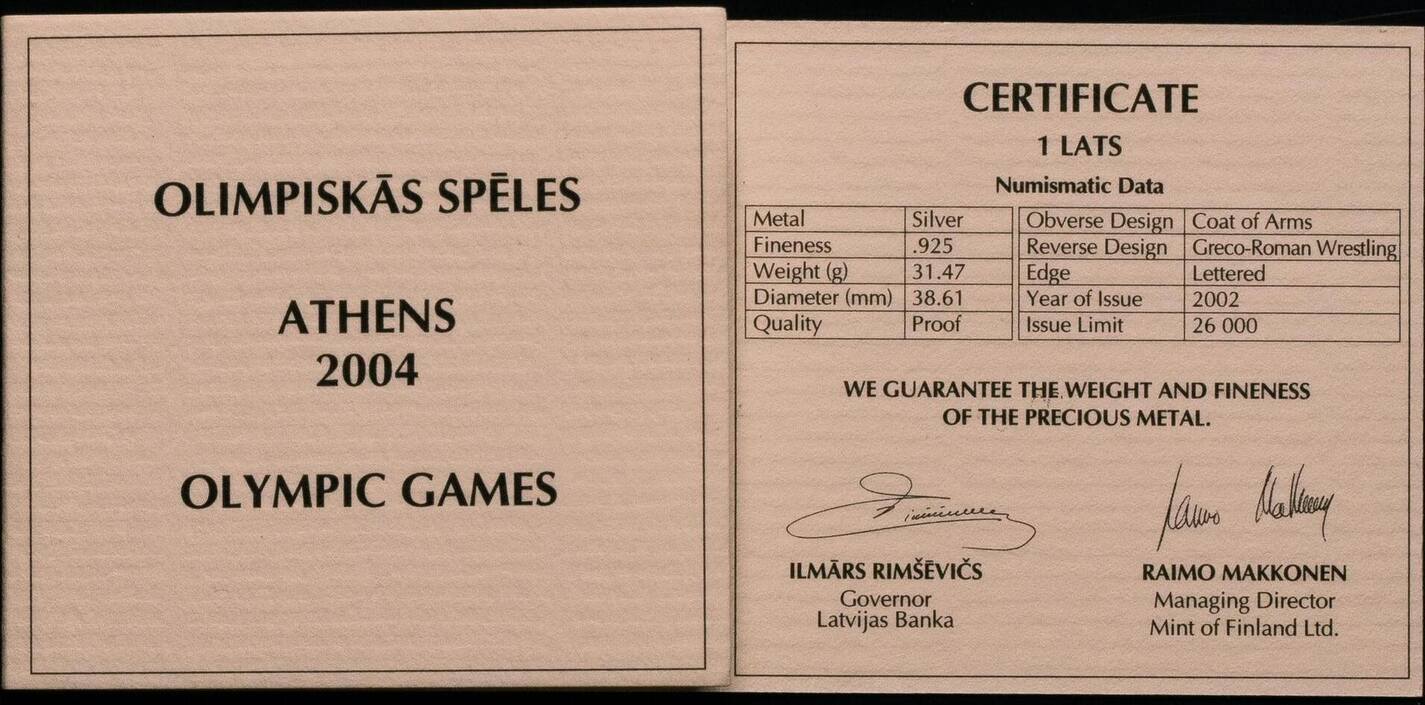 OLIMPISKĀS SPĒLES
ATHENS
2004
OLYMPIC GAMES
CERTIFICATE
1 LATS
Numismatic Data
Metal Silver
Fineness .925
Weight (g) 31.47
Diameter (mm) 38.61
Quality Proof
Obverse Design Coat of Arms
Reverse Design Greco-Roman Wrestling
Edge Lettered
Year of Issue 2002
Issue Limit 26 000
WE GUARANTEE THE WEIGHT AND FINENESS
OF THE PRECIOUS METAL.
ILMĀRS RIMŠĒVIČS
Governor
Latvijas Banka
RAIMO MAKKONEN
Managing Director
Mint of Finland Ltd.